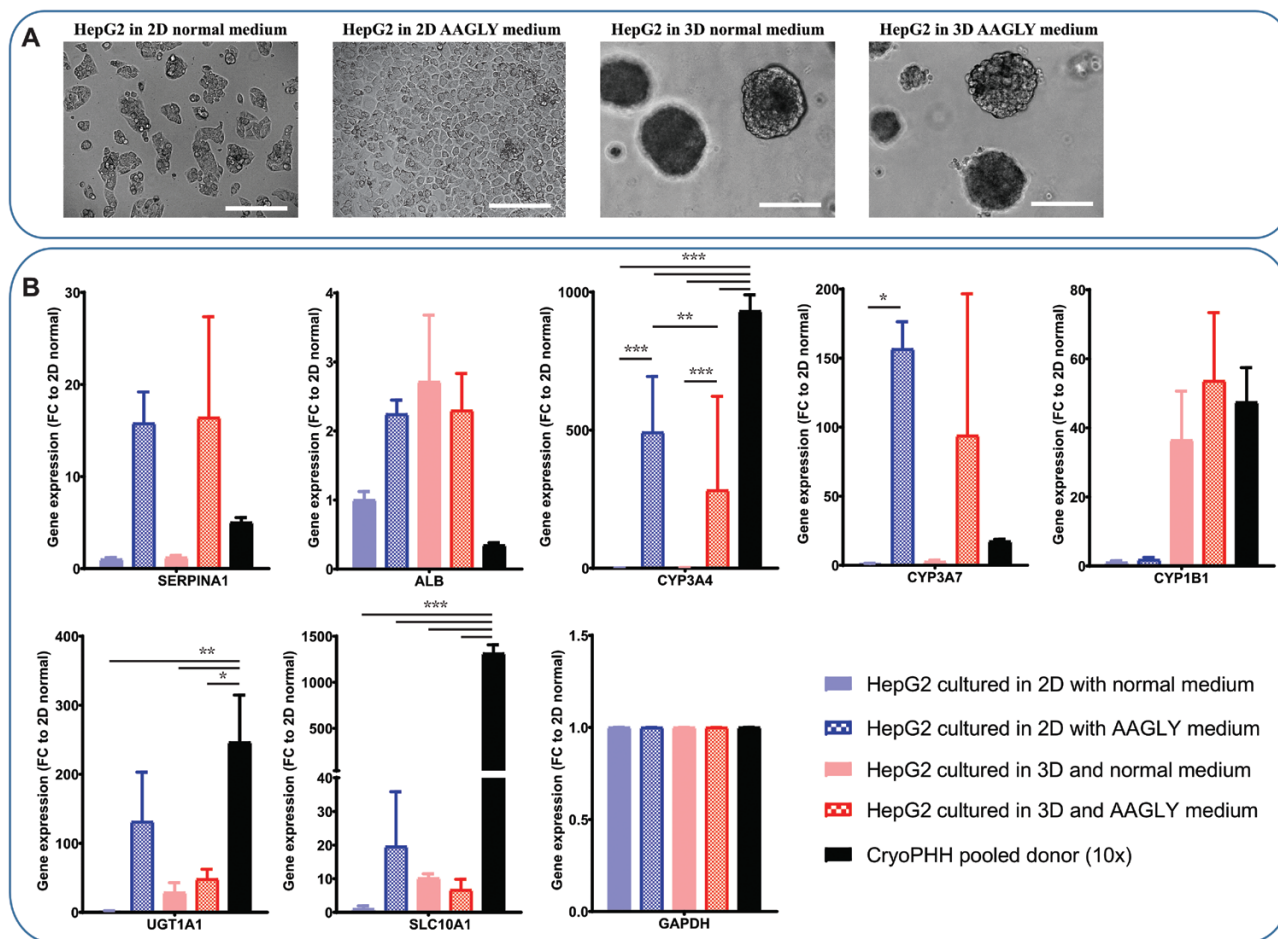 A
HepG2 in 2D normal medium
HepG2 in 2D AAGLY medium
HepG2 in 3D normal medium
HepG2 in 3D AAGLY medium
B
Gene expression (FC to 2D normal)
30
20
10
0
SERPINA1
Gene expression (FC to 2D normal)
4
3
2
1
0
ALB
Gene expression (FC to 2D normal)
1000
500
0
***
**
***
***
CYP3A4
Gene expression (FC to 2D normal)
200
150
100
50
0
*
CYP3A7
Gene expression (FC to 2D normal)
80
60
40
20
0
CYP1B1
Gene expression (FC to 2D normal)
400
300
200
100
0
**
*
UGT1A1
Gene expression (FC to 2D normal)
1500
1000
500
0
40
30
20
10
0
***
SLC10A1
Gene expression (FC to 2D normal)
1.5
1.0
0.5
0.0
GAPDH
HepG2 cultured in 2D with normal medium
HepG2 cultured in 2D with AAGLY medium
HepG2 cultured in 3D and normal medium
HepG2 cultured in 3D and AAGLY medium
CryoPHH pooled donor (10x)